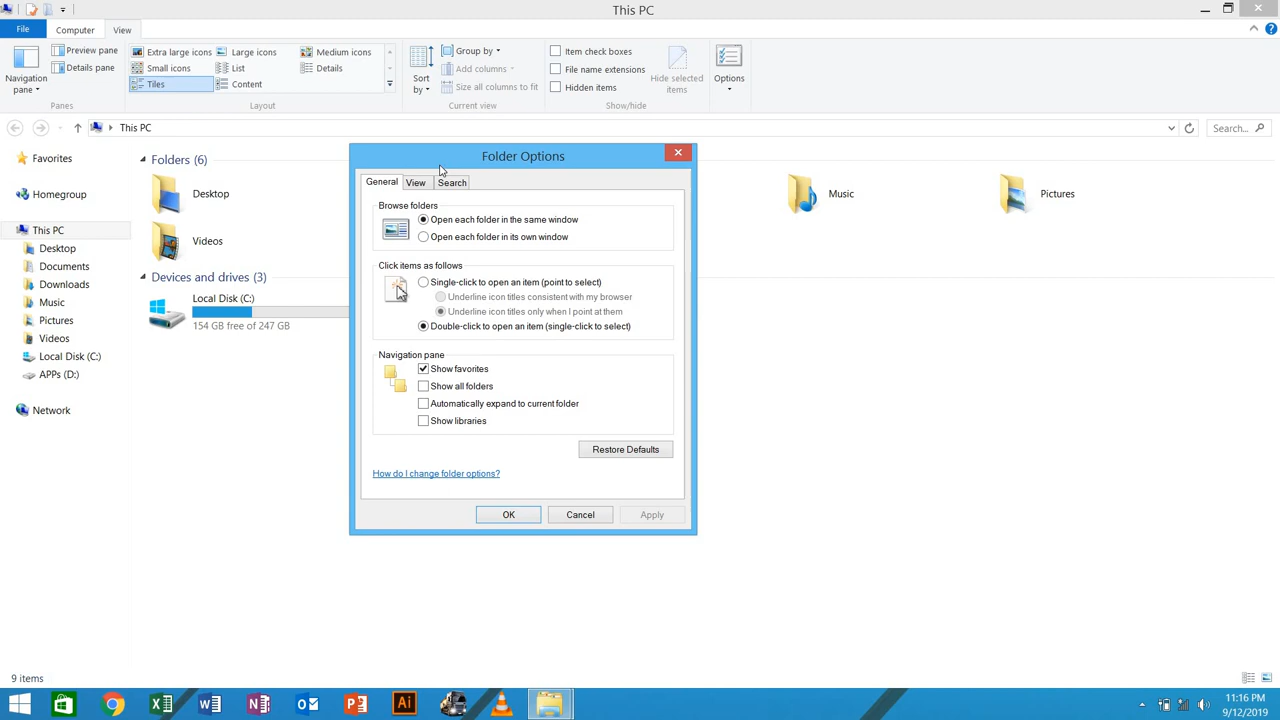 This PC
File
Computer
View
Navigation pane
Preview pane
Details pane
Panes
Extra large icons
Large icons
Medium icons
Small icons
List
Details
Tiles
Content
Layout
Sort by
Group by
Add columns
Size all columns to fit
Current view
Item check boxes
File name extensions
Hidden items
Hide selected items
Show/hide
Options
This PC
Search...
Favorites
Homegroup
This PC
Desktop
Documents
Downloads
Music
Pictures
Videos
Local Disk (C:)
APPs (D:)
Network
Folders (6)
Desktop
Music
Pictures
Videos
Devices and drives (3)
Local Disk (C:)
154 GB free of 247 GB
Folder Options
General
View
Search
Browse folders
Open each folder in the same window
Open each folder in its own window
Click items as follows
Single-click to open an item (point to select)
Underline icon titles consistent with my browser
Underline icon titles only when I point at them
Double-click to open an item (single-click to select)
Navigation pane
Show favorites
Show all folders
Automatically expand to current folder
Show libraries
Restore Defaults
How do I change folder options?
OK
Cancel
Apply
9 items
Ai
11:16 PM
9/12/2019